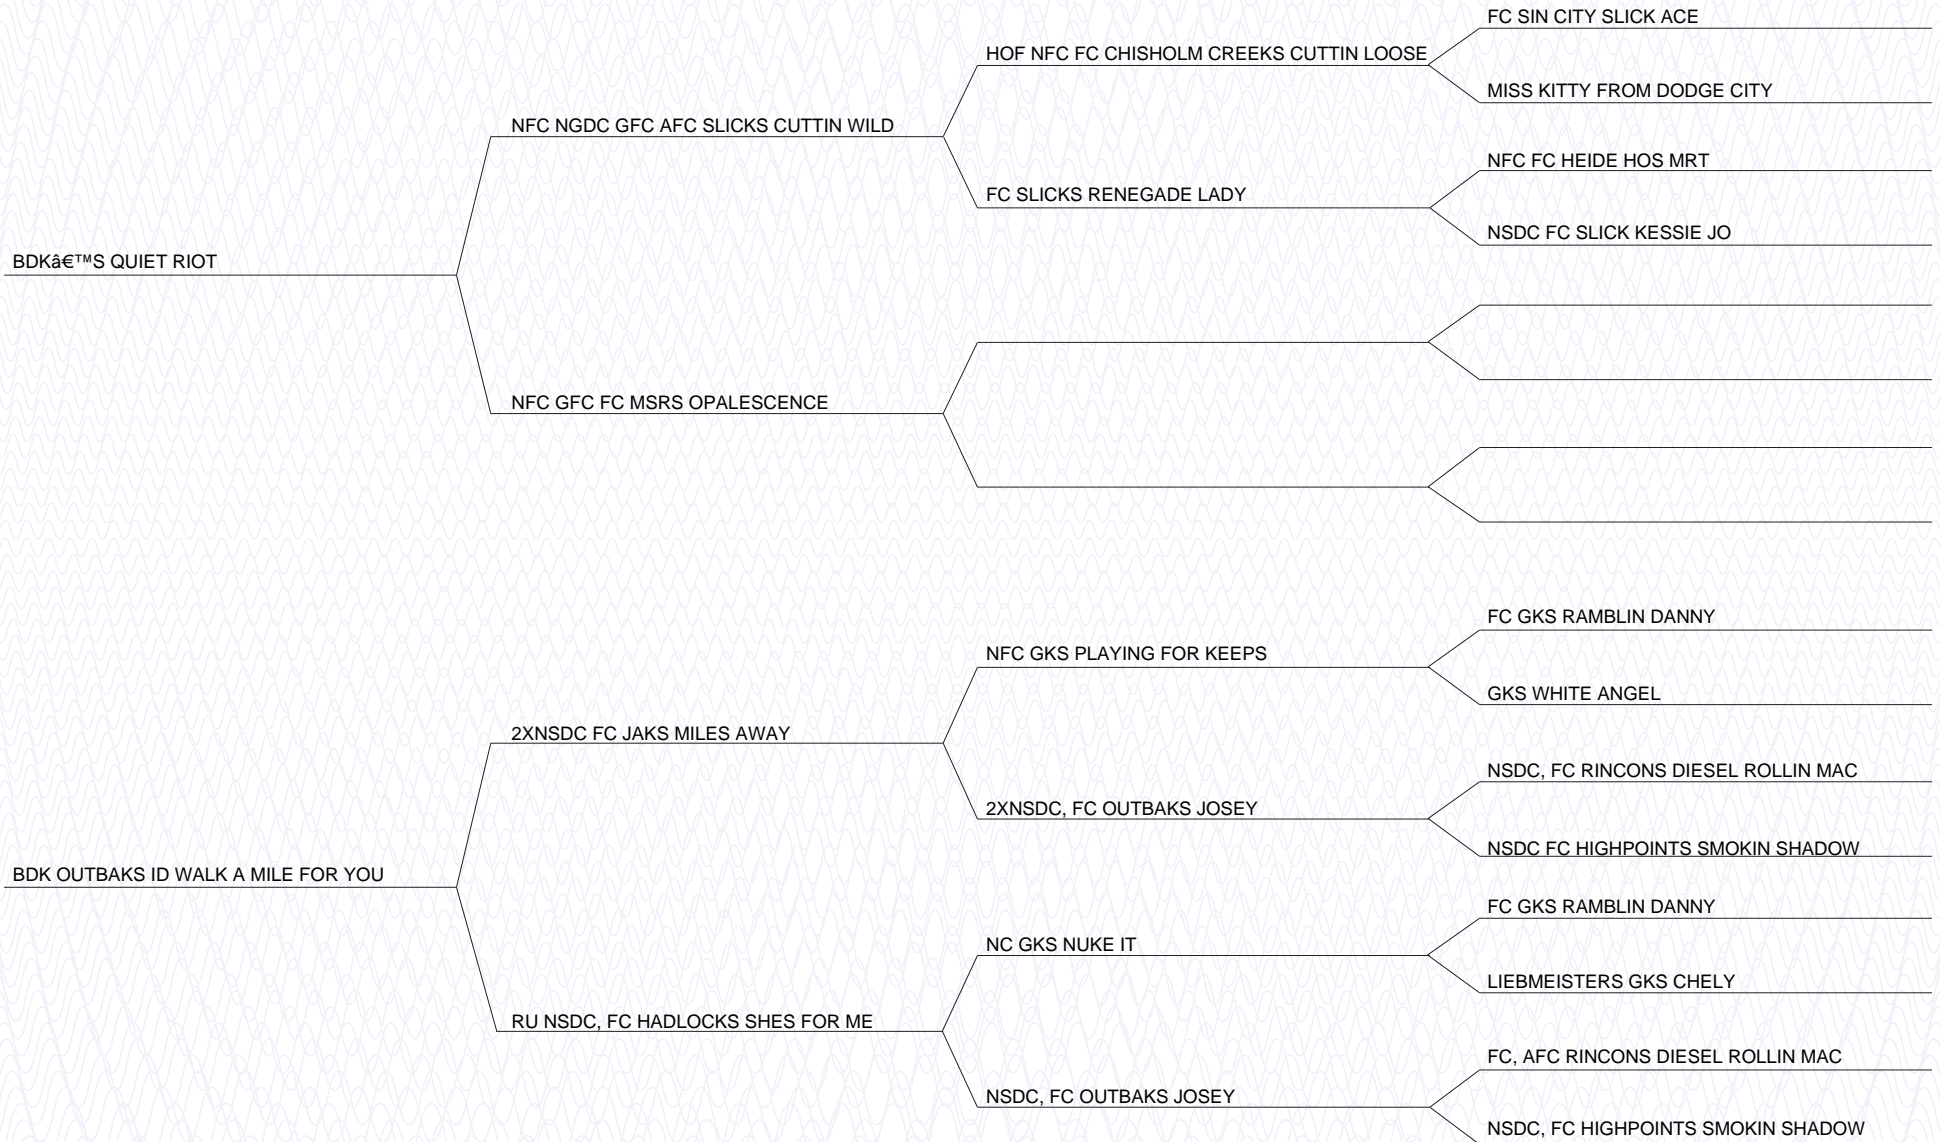 FC SIN CITY SLICK ACE
HOF NFC FC CHISHOLM CREEKS CUTTIN LOOSE
MISS KITTY FROM DODGE CITY
NFC NGDC GFC AFC SLICKS CUTTIN WILD
NFC FC HEIDE HOS MRT
FC SLICKS RENEGADE LADY
NSDC FC SLICK KESSIE JO
BDKâ€™S QUIET RIOT
NFC GFC FC MSRS OPALESCENCE
FC GKS RAMBLIN DANNY
NFC GKS PLAYING FOR KEEPS
GKS WHITE ANGEL
2XNSDC FC JAKS MILES AWAY
NSDC, FC RINCONS DIESEL ROLLIN MAC
2XNSDC, FC OUTBAKS JOSEY
NSDC FC HIGHPOINTS SMOKIN SHADOW
BDK OUTBAKS ID WALK A MILE FOR YOU
FC GKS RAMBLIN DANNY
NC GKS NUKE IT
LIEBMEISTERS GKS CHELY
RU NSDC, FC HADLOCKS SHES FOR ME
FC, AFC RINCONS DIESEL ROLLIN MAC
NSDC, FC OUTBAKS JOSEY
NSDC, FC HIGHPOINTS SMOKIN SHADOW